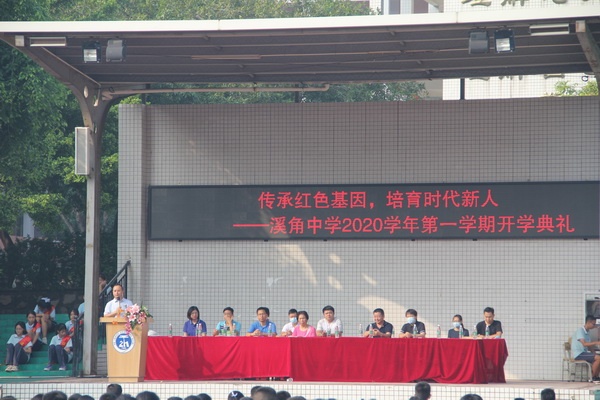 传承红色基因，培育时代新人
——溪角中学2020学年第一学期开学典礼